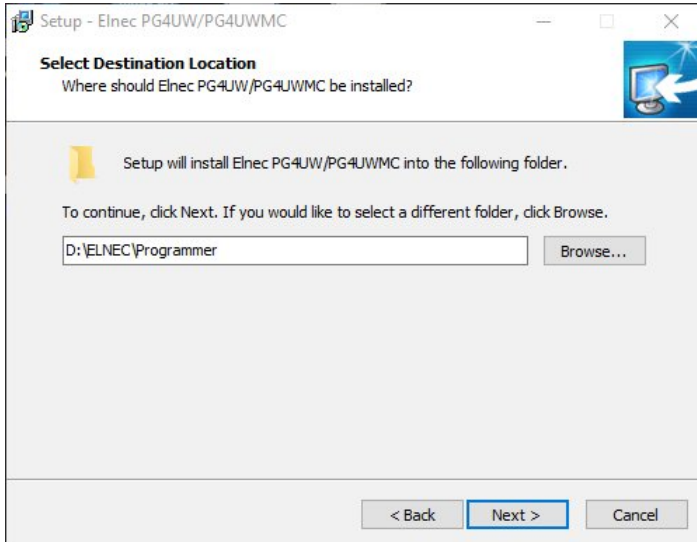 Setup - Elnec PG4UW/PG4UWMC
Select Destination Location
Where should Elnec PG4UW/PG4UWMC be installed?
Setup will install Elnec PG4UW/PG4UWMC into the following folder.
To continue, click Next. If you would like to select a different folder, click Browse.
D:\ELNEC\Programmer
Browse...
< Back
Next >
Cancel